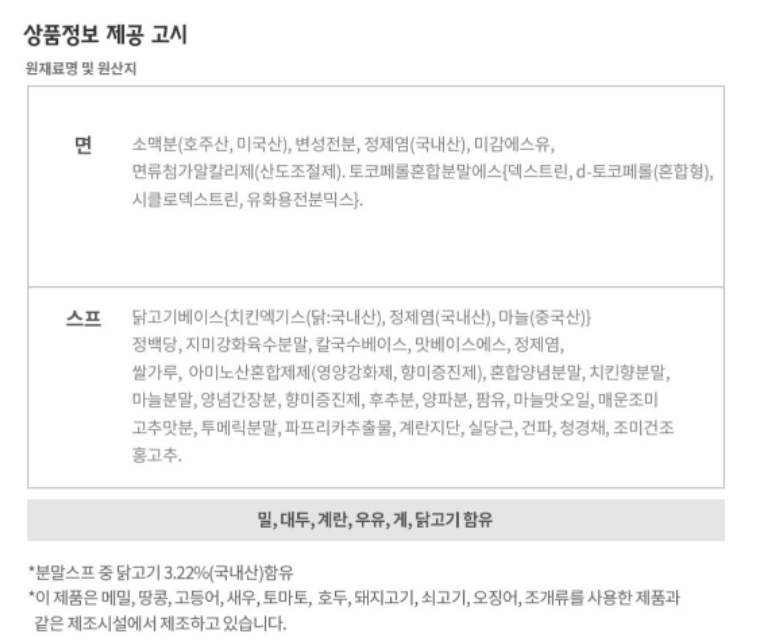 상품정보 제공 고시
원재료명 및 원산지
면
소맥분(호주산, 미국산), 변성전분, 정제염(국내산), 미감에스유,
면류첨가알칼리제(산도조절제). 토코페롤혼합분말에스{덱스트린, d-토코페롤(혼합형),
시클로덱스트린, 유화용전분믹스}.
스프
닭고기베이스{치킨엑기스(닭:국내산), 정제염(국내산), 마늘(중국산)}
정백당, 지미강화육수분말, 칼국수베이스, 맛베이스에스, 정제염,
쌀가루, 아미노산혼합제제(영양강화제, 향미증진제), 혼합양념분말, 치킨향분말,
마늘분말, 양념간장분, 향미증진제, 후추분, 양파분, 팜유, 마늘맛오일, 매운조미
고추맛분, 투메릭분말, 파프리카추출물, 계란지단, 실당근, 건파, 청경채, 조미건조
홍고추.
밀, 대두, 계란, 우유, 게, 닭고기 함유
*분말스프 중 닭고기 3.22%(국내산)함유
*이 제품은 메밀, 땅콩, 고등어, 새우, 토마토, 호두, 돼지고기, 쇠고기, 오징어, 조개류를 사용한 제품과
같은 제조시설에서 제조하고 있습니다.